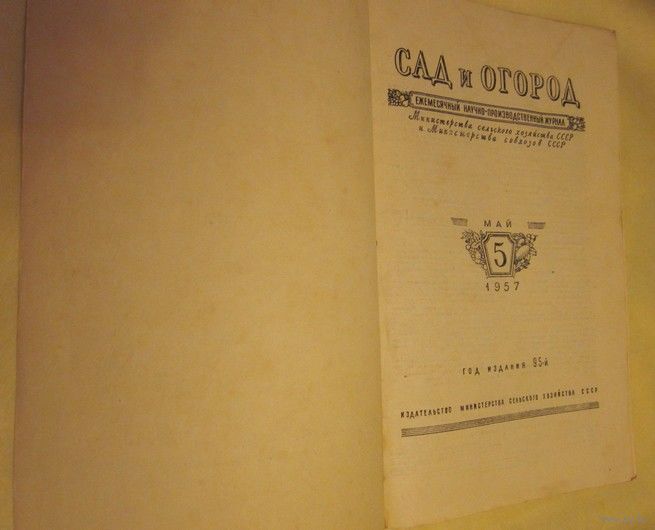 САД и ОГОРОД
ЕЖЕМЕСЯЧНЫЙ НАУЧНО-ПРОИЗВОДСТВЕННЫЙ ЖУРНАЛ
Министерства сельского хозяйства СССР
и Министерства совхозов СССР
МАЙ
5
1957
ГОД ИЗДАНИЯ 95-й
ИЗДАТЕЛЬСТВО МИНИСТЕРСТВА СЕЛЬСКОГО ХОЗЯЙСТВА СССР